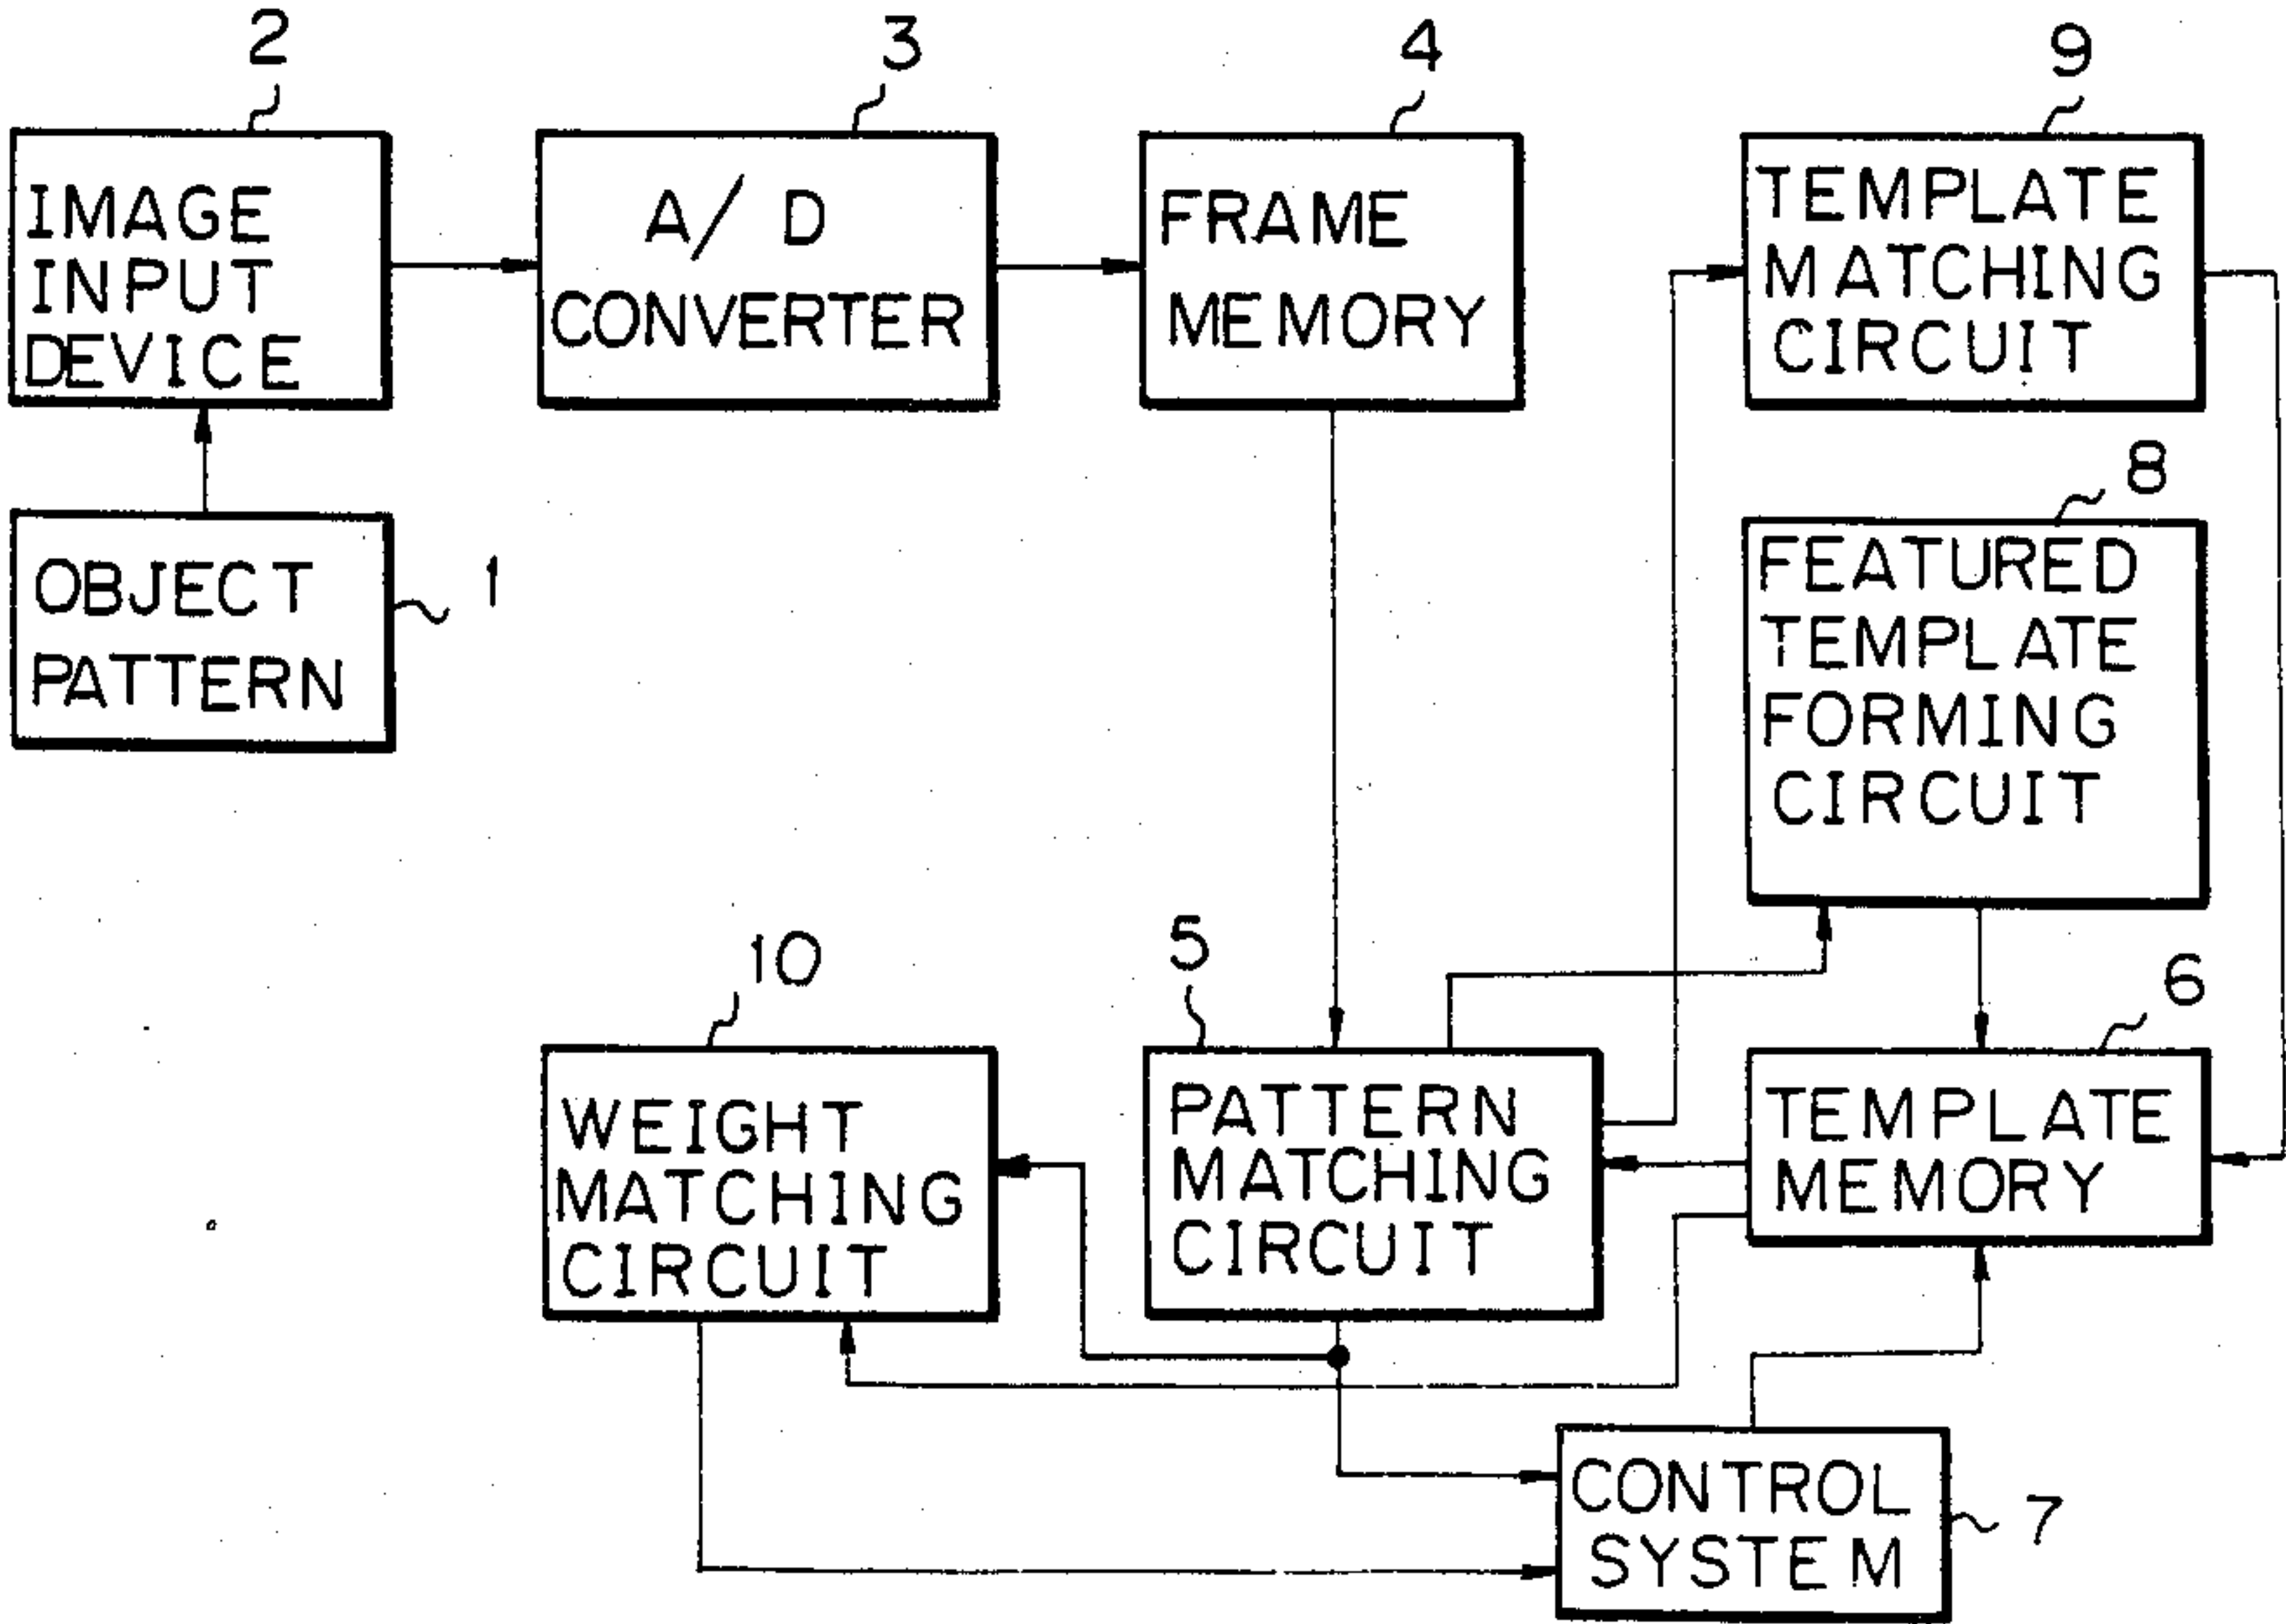 2
IMAGE
INPUT
DEVICE
3
A/D
CONVERTER
4
FRAME
MEMORY
9
TEMPLATE
MATCHING
CIRCUIT
OBJECT
PATTERN
1
8
FEATURED
TEMPLATE
FORMING
CIRCUIT
10
WEIGHT
MATCHING
CIRCUIT
5
PATTERN
MATCHING
CIRCUIT
6
TEMPLATE
MEMORY
CONTROL
SYSTEM
7